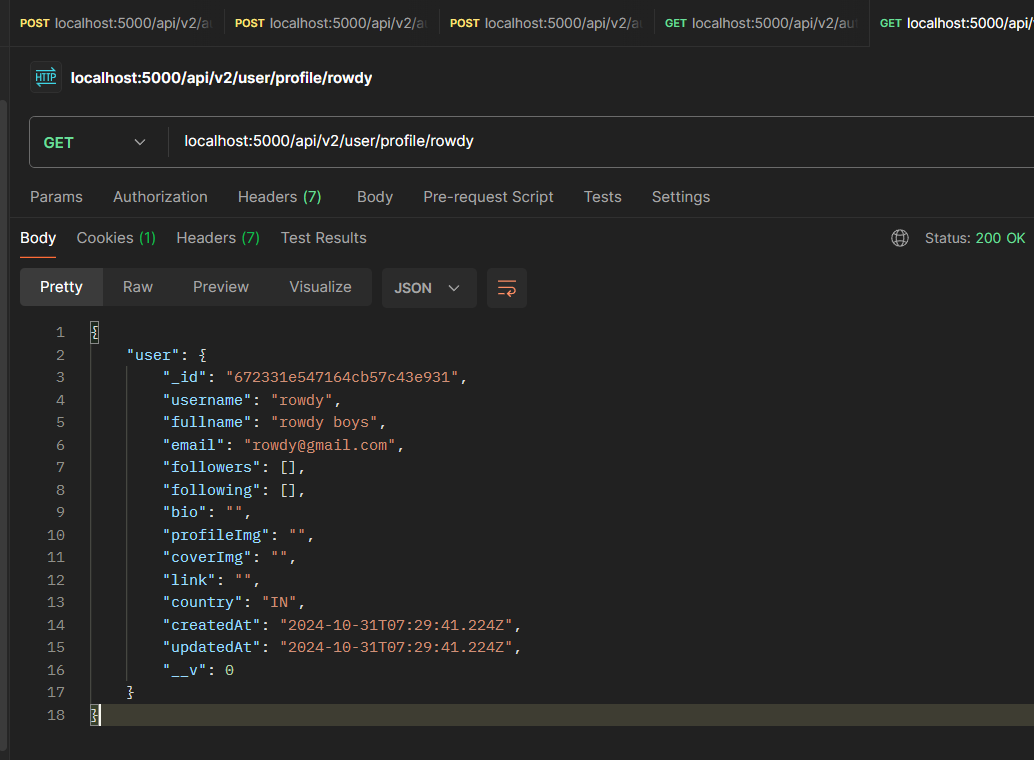 POST localhost:5000/api/v2/a
POST localhost:5000/api/v2/a
POST localhost:5000/api/v2/a
GET localhost:5000/api/v2/au
GET localhost:5000/api/
HTTP localhost:5000/api/v2/user/profile/rowdy
GET localhost:5000/api/v2/user/profile/rowdy
Params Authorization Headers (7) Body Pre-request Script Tests Settings
Body Cookies (1) Headers (7) Test Results Status: 200 OK
Pretty Raw Preview Visualize JSON
1 {
2 "user": {
3 "_id": "672331e547164cb57c43e931",
4 "username": "rowdy",
5 "fullname": "rowdy boys",
6 "email": "rowdy@gmail.com",
7 "followers": [],
8 "following": [],
9 "bio": "",
10 "profileImg": "",
11 "coverImg": "",
12 "link": "",
13 "country": "IN",
14 "createdAt": "2024-10-31T07:29:41.224Z",
15 "updatedAt": "2024-10-31T07:29:41.224Z",
16 "__v": 0
17 }
18 }